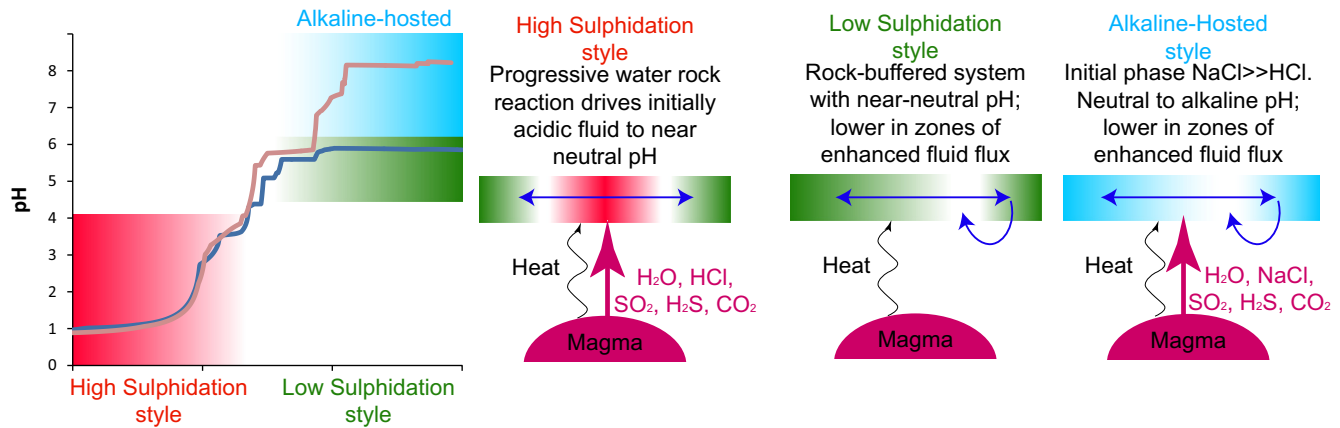 Alkaline-hosted
8
7
6
5
4
3
2
1
0
pH
High Sulphidation
style
Low Sulphidation
style
High Sulphidation
style
Progressive water rock
reaction drives initially
acidic fluid to near
neutral pH
Heat
H₂O, HCl,
SO₂, H₂S, CO₂
Magma
Low Sulphidation
style
Rock-buffered system
with near-neutral pH;
lower in zones of
enhanced fluid flux
Heat
Magma
Alkaline-Hosted
style
Initial phase NaCl>>HCl.
Neutral to alkaline pH;
lower in zones of
enhanced fluid flux
Heat
H₂O, NaCl,
SO₂, H₂S, CO₂
Magma